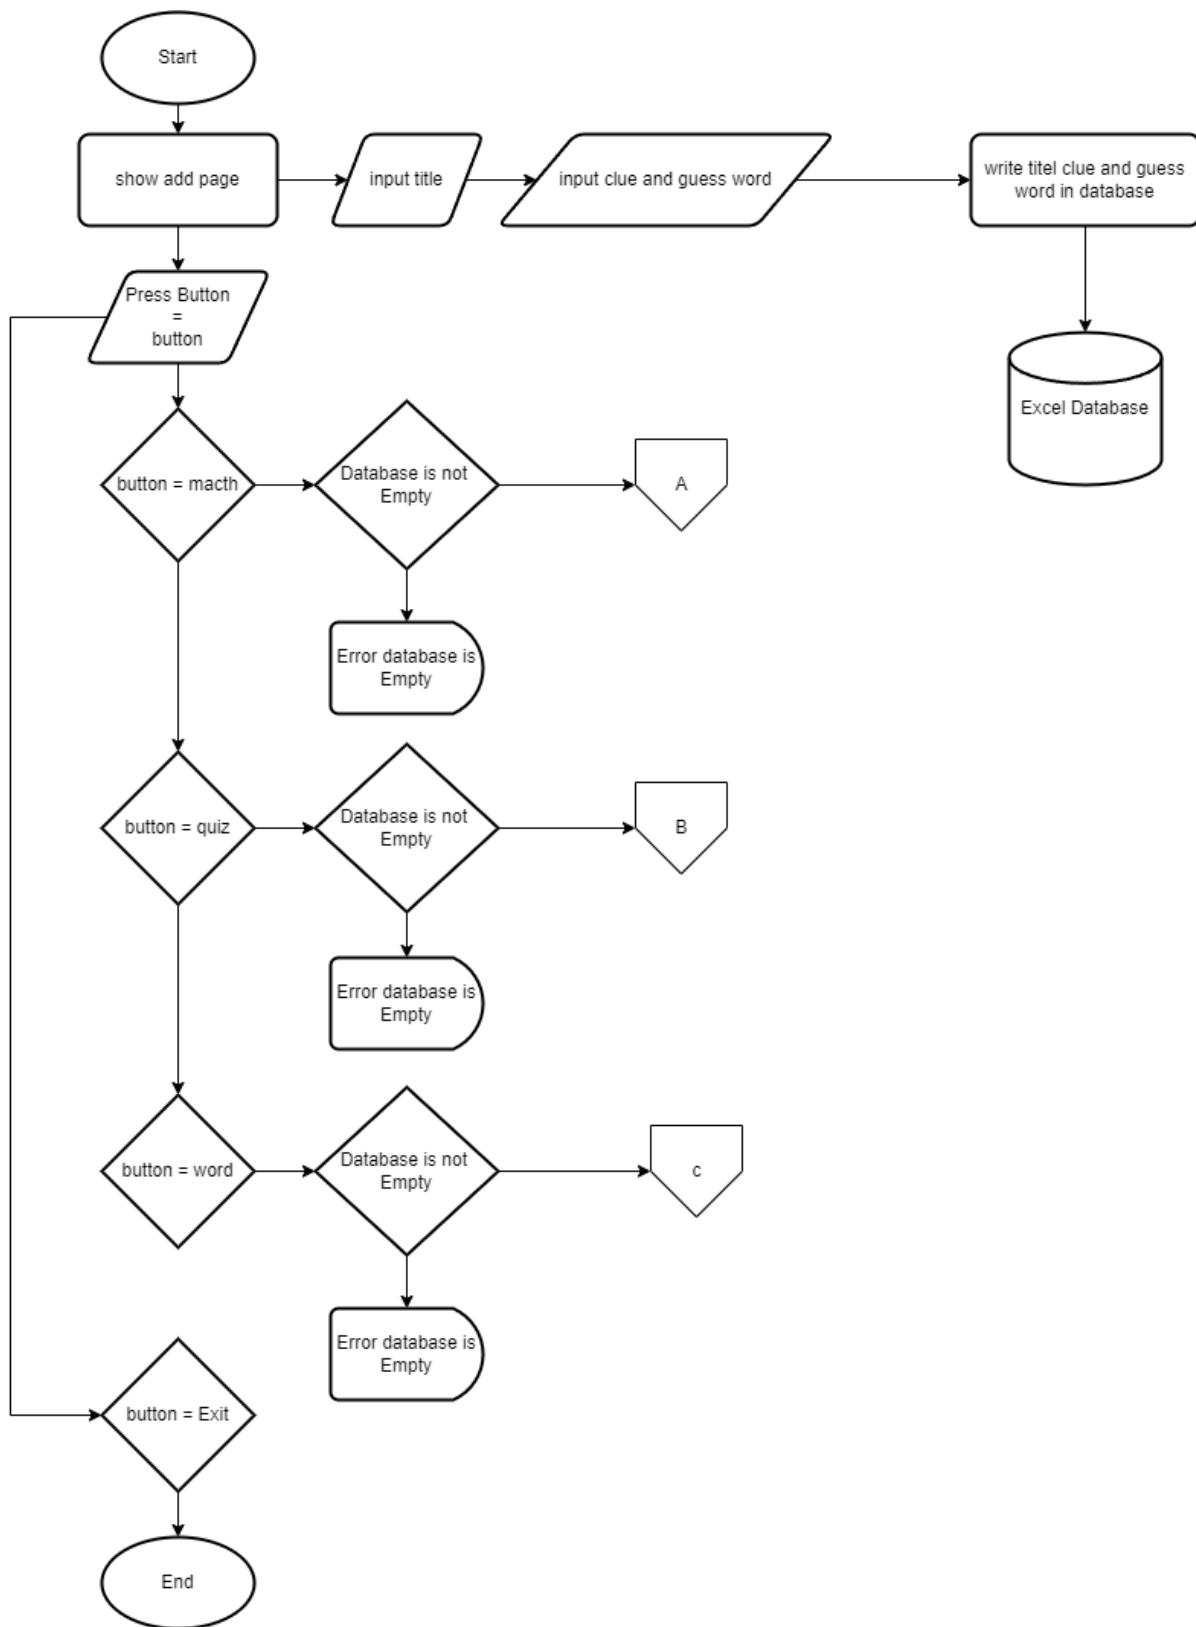 Start
show add page
input title
input clue and guess word
write titel clue and guess
word in database
Press Button
=
button
Excel Database
button = macth
Database is not
Empty
A
Error database is
Empty
button = quiz
Database is not
Empty
B
Error database is
Empty
button = word
Database is not
Empty
c
Error database is
Empty
button = Exit
End